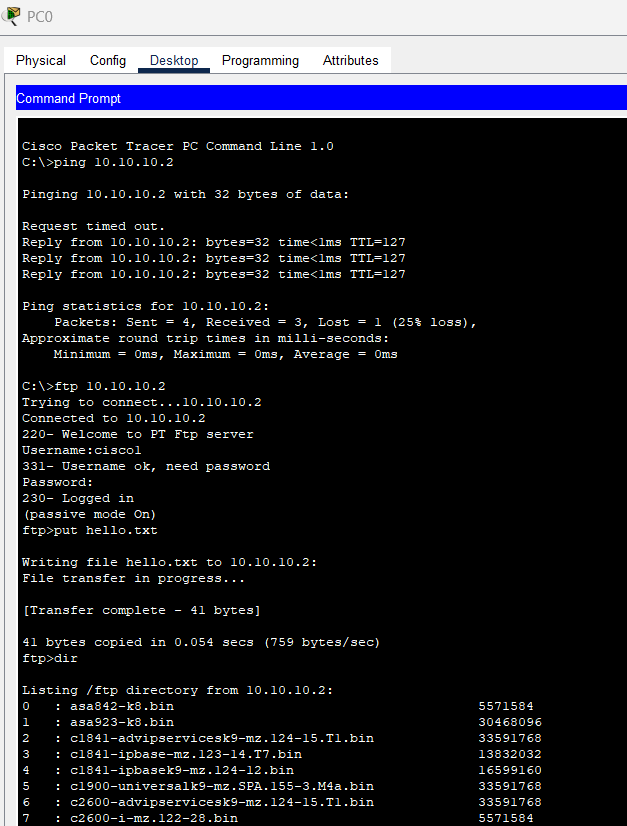 PC0
Physical Config Desktop Programming Attributes
Command Prompt
Cisco Packet Tracer PC Command Line 1.0
C:\>ping 10.10.10.2
Pinging 10.10.10.2 with 32 bytes of data:
Request timed out.
Reply from 10.10.10.2: bytes=32 time<1ms TTL=127
Reply from 10.10.10.2: bytes=32 time<1ms TTL=127
Reply from 10.10.10.2: bytes=32 time<1ms TTL=127
Ping statistics for 10.10.10.2:
    Packets: Sent = 4, Received = 3, Lost = 1 (25% loss),
Approximate round trip times in milli-seconds:
    Minimum = 0ms, Maximum = 0ms, Average = 0ms
C:\>ftp 10.10.10.2
Trying to connect...10.10.10.2
Connected to 10.10.10.2
220- Welcome to PT Ftp server
Username:cisco1
331- Username ok, need password
Password:
230- Logged in
(passive mode On)
ftp>put hello.txt
Writing file hello.txt to 10.10.10.2:
File transfer in progress...
[Transfer complete - 41 bytes]
41 bytes copied in 0.054 secs (759 bytes/sec)
ftp>dir
Listing /ftp directory from 10.10.10.2:
0   : asa842-k8.bin                                      5571584
1   : asa923-k8.bin                                      30468096
2   : c1841-advipservicesk9-mz.124-15.T1.bin             33591768
3   : c1841-ipbase-mz.123-14.T7.bin                      13832032
4   : c1841-ipbasek9-mz.124-12.bin                       16599160
5   : c1900-universalk9-mz.SPA.155-3.M4a.bin             33591768
6   : c2600-advipservicesk9-mz.124-15.T1.bin             33591768
7   : c2600-i-mz.122-28.bin                              5571584